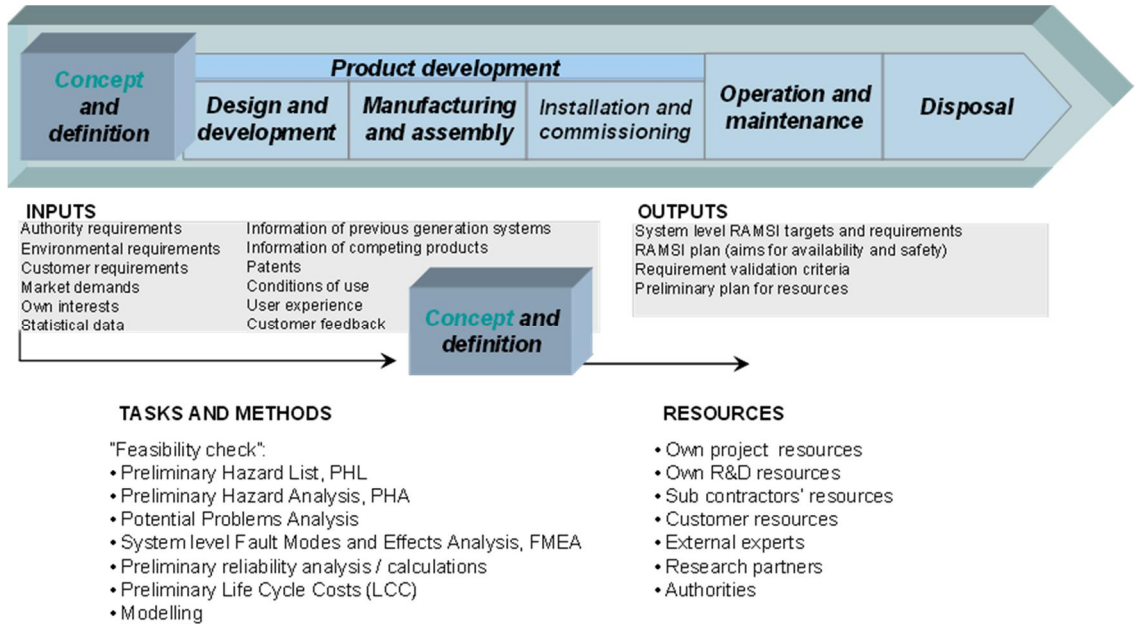 Concept
and
definition
Product development
Design and
development
Manufacturing
and assembly
Installation and
commissioning
Operation and
maintenance
Disposal
INPUTS
Authority requirements
Environmental requirements
Customer requirements
Market demands
Own interests
Statistical data
Information of previous generation systems
Information of competing products
Patents
Conditions of use
User experience
Customer feedback
OUTPUTS
System level RAMSI targets and requirements
RAMSI plan (aims for availability and safety)
Requirement validation criteria
Preliminary plan for resources
Concept and
definition
TASKS AND METHODS
"Feasibility check":
• Preliminary Hazard List, PHL
• Preliminary Hazard Analysis, PHA
• Potential Problems Analysis
• System level Fault Modes and Effects Analysis, FMEA
• Preliminary reliability analysis / calculations
• Preliminary Life Cycle Costs (LCC)
• Modelling
RESOURCES
• Own project resources
• Own R&D resources
• Sub contractors' resources
• Customer resources
• External experts
• Research partners
• Authorities